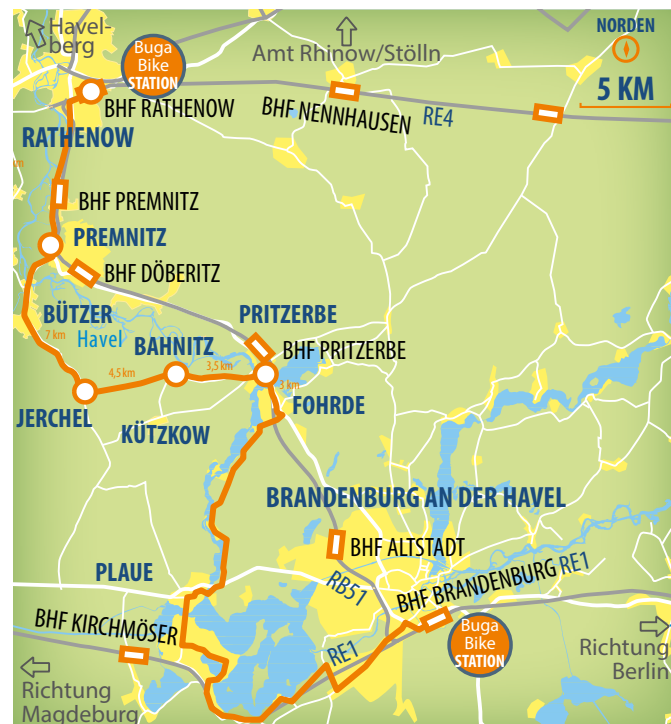 Havel-
berg
Buga
Bike
STATION
Amt Rhinow/Stölln
NORDEN
5 KM
BHF RATHENOW
BHF NENNHAUSEN
RE4
RATHENOW
BHF PREMNITZ
PREMNITZ
BHF DÖBERITZ
BÜTZER
7 km
Havel
PRITZERBE
BAHNITZ
BHF PRITZERBE
4,5 km
3,5 km
3 km
JERCHEL
FOHRDE
KÜTZKOW
BRANDENBURG AN DER HAVEL
BHF ALTSTADT
PLAUE
RB51
BHF BRANDENBURG
RE1
BHF KIRCHMÖSER
RE1
Buga
Bike
STATION
Richtung
Berlin
Richtung
Magdeburg